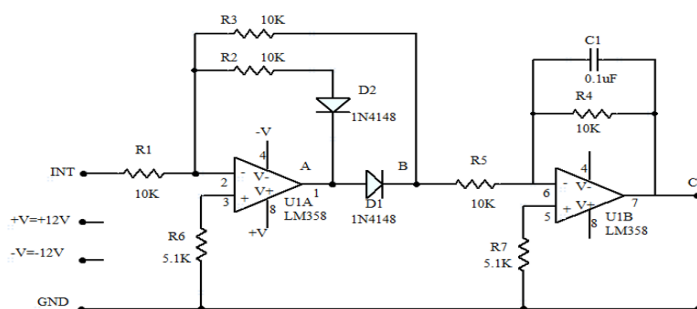 R3 10K
C1
R2 10K
0.1uF
D2
R4
-V
1N4148
10K
INT
R1
4
A
B
R5
4
-
V-
-
V-
2
6
10K
V+
1
10K
V+
7
C
3
+
U1A
D1
5
+
U1B
8
LM358
1N4148
8
LM358
+V=+12V
R6
+V
R7
5.1K
5.1K
-V=-12V
GND